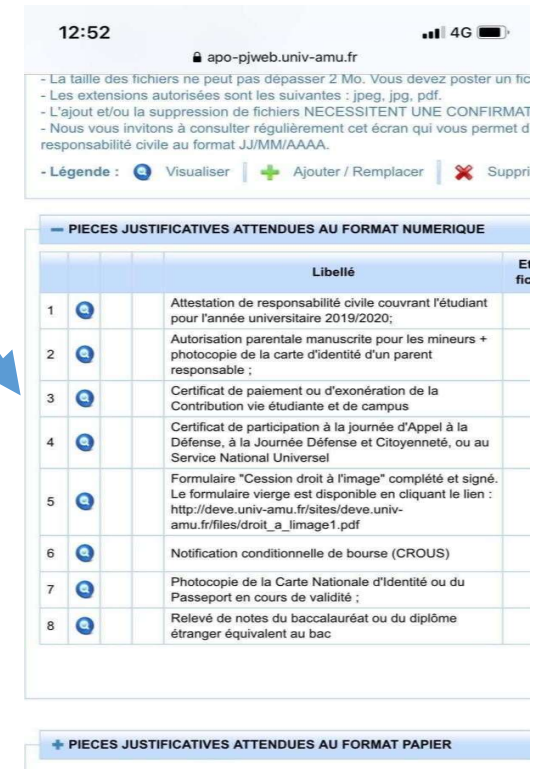 12:52
4G
apo-pjweb.univ-amu.fr
- La taille des fichiers ne peut pas dépasser 2 Mo. Vous devez poster un fic
- Les extensions autorisées sont les suivantes : jpeg, jpg, pdf.
- L'ajout et/ou la suppression de fichiers NECESSITENT UNE CONFIRMAT
- Nous vous invitons à consulter régulièrement cet écran qui vous permet d
responsabilité civile au format JJ/MM/AAAA.
- Légende : Visualiser Ajouter / Remplacer Suppri
PIECES JUSTIFICATIVES ATTENDUES AU FORMAT NUMERIQUE
Libellé
Et
fic
1 Attestation de responsabilité civile couvrant l'étudiant
pour l'année universitaire 2019/2020;
2 Autorisation parentale manuscrite pour les mineurs +
photocopie de la carte d'identité d'un parent
responsable ;
3 Certificat de paiement ou d'exonération de la
Contribution vie étudiante et de campus
4 Certificat de participation à la journée d'Appel à la
Défense, à la Journée Défense et Citoyenneté, ou au
Service National Universel
5 Formulaire "Cession droit à l'image" complété et signé.
Le formulaire vierge est disponible en cliquant le lien :
http://deve.univ-amu.fr/sites/deve.univ-
amu.fr/files/droit_a_limage1.pdf
6 Notification conditionnelle de bourse (CROUS)
7 Photocopie de la Carte Nationale d'Identité ou du
Passeport en cours de validité ;
8 Relevé de notes du baccalauréat ou du diplôme
étranger équivalent au bac
PIECES JUSTIFICATIVES ATTENDUES AU FORMAT PAPIER